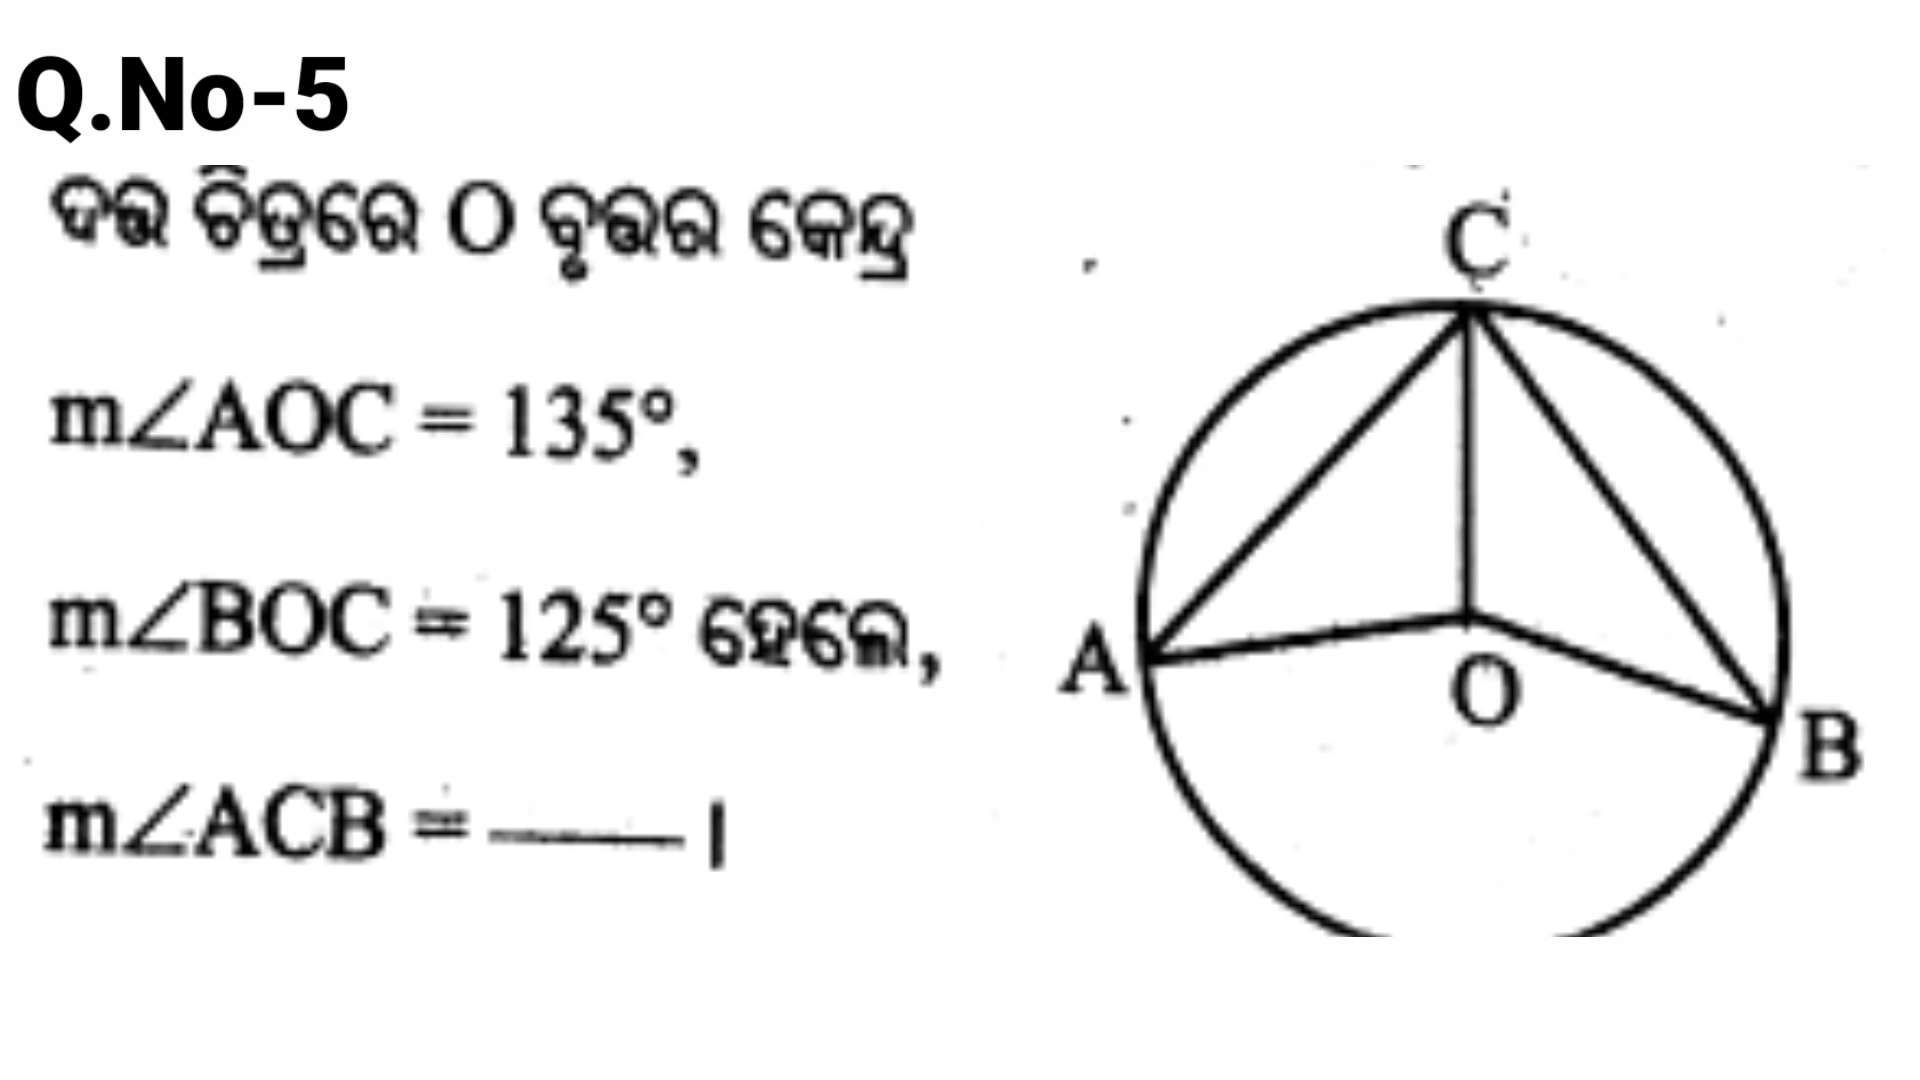 Q.No-5
ଦତ୍ତ ଚିତ୍ରରେ O ବୃତ୍ତର କେନ୍ଦ୍ର
m∠AOC = 135°,
m∠BOC = 125° ହେଲେ,
m∠ACB = —— ।
C
A
O
B